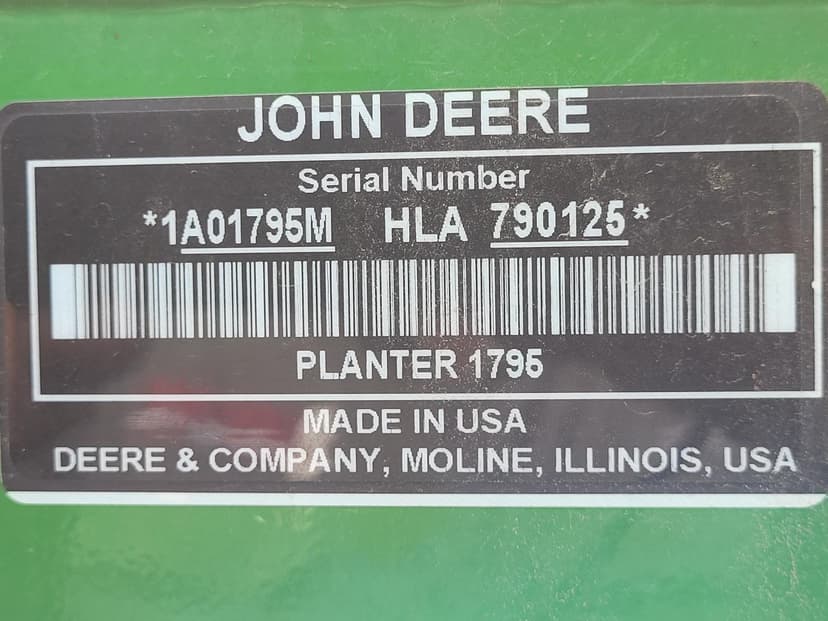 JOHN DEERE
Serial Number
*1A01795M HLA 790125*
PLANTER 1795
MADE IN USA
DEERE & COMPANY, MOLINE, ILLINOIS, USA